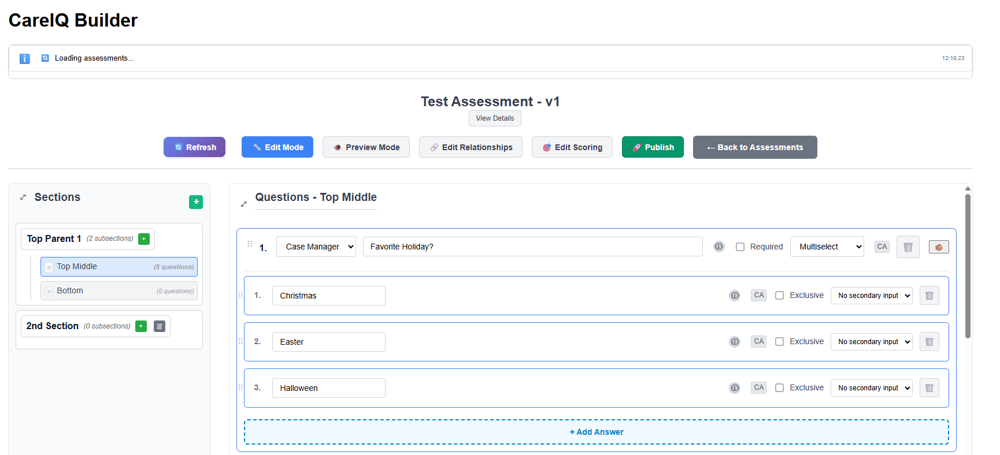 CareIQ Builder
Loading assessments...
12:18:23
Test Assessment - v1
View Details
Refresh Edit Mode Preview Mode Edit Relationships Edit Scoring Publish ← Back to Assessments
Sections
+
Top Parent 1 (2 subsections) +
Top Middle (5 questions)
Bottom (0 questions)
2nd Section (0 subsections) +
Questions - Top Middle
1. Case Manager Favorite Holiday? Required Multiselect CA
1. Christmas CA Exclusive No secondary input
2. Easter CA Exclusive No secondary input
3. Halloween CA Exclusive No secondary input
+ Add Answer